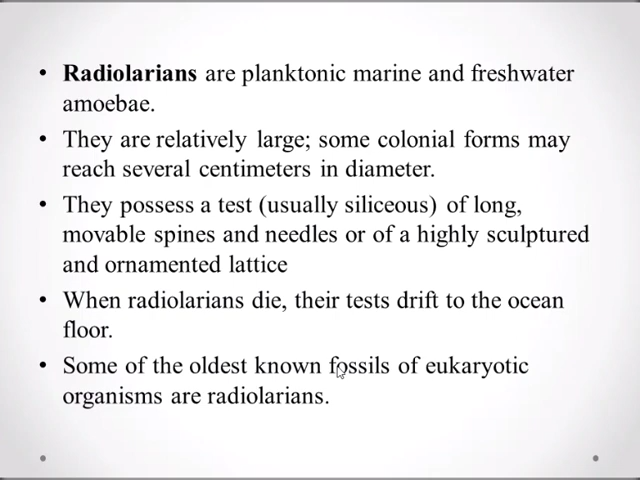 • Radiolarians are planktonic marine and freshwater
amoebae.
• They are relatively large; some colonial forms may
reach several centimeters in diameter.
• They possess a test (usually siliceous) of long,
movable spines and needles or of a highly sculptured
and ornamented lattice
• When radiolarians die, their tests drift to the ocean
floor.
• Some of the oldest known fossils of eukaryotic
organisms are radiolarians.